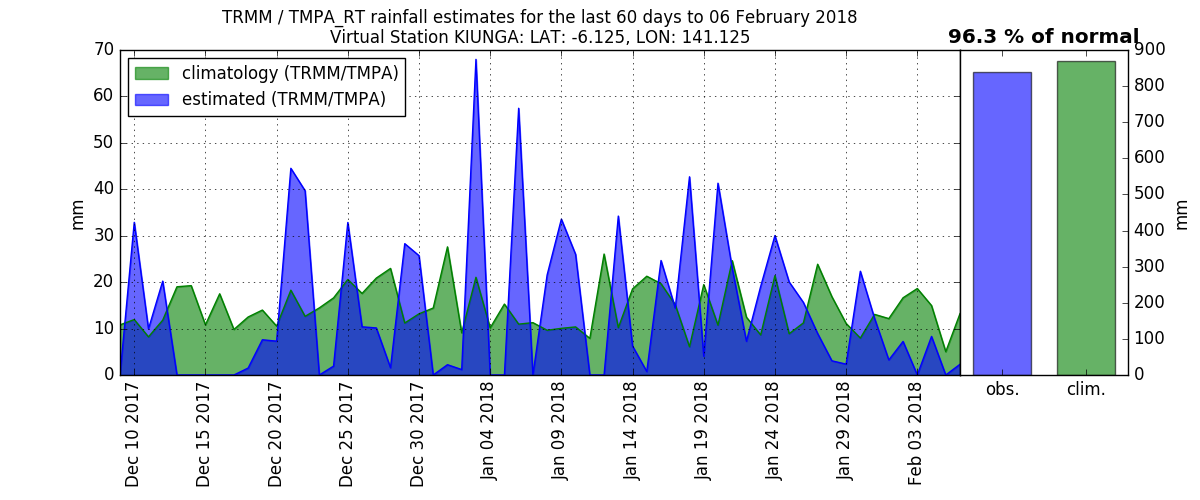 TRMM / TMPA_RT rainfall estimates for the last 60 days to 06 February 2018
Virtual Station KIUNGA: LAT: -6.125, LON: 141.125
96.3 % of normal
climatology (TRMM/TMPA)
estimated (TRMM/TMPA)
70
60
50
40
30
20
10
0
mm
900
800
700
600
500
400
300
200
100
0
mm
Dec 10 2017
Dec 15 2017
Dec 20 2017
Dec 25 2017
Dec 30 2017
Jan 04 2018
Jan 09 2018
Jan 14 2018
Jan 19 2018
Jan 24 2018
Jan 29 2018
Feb 03 2018
obs.
clim.